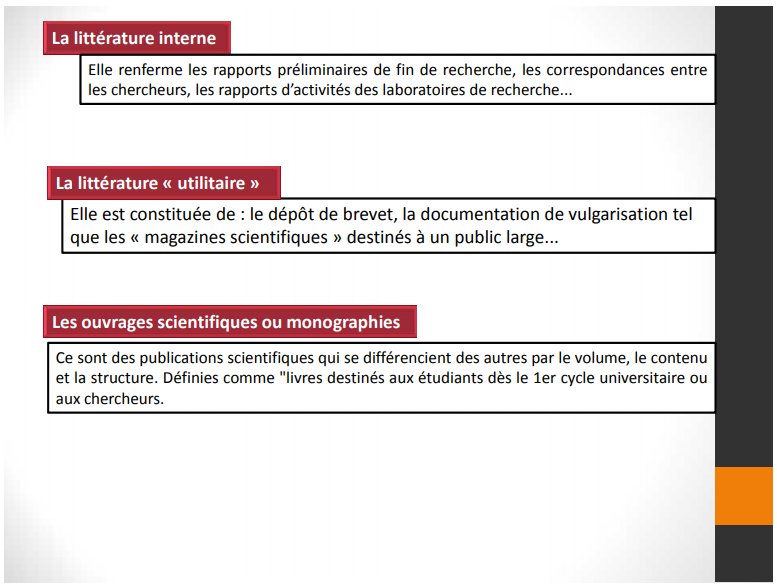 La littérature interne
Elle renferme les rapports préliminaires de fin de recherche, les correspondances entre
les chercheurs, les rapports d’activités des laboratoires de recherche...
La littérature « utilitaire »
Elle est constituée de : le dépôt de brevet, la documentation de vulgarisation tel
que les « magazines scientifiques » destinés à un public large...
Les ouvrages scientifiques ou monographies
Ce sont des publications scientifiques qui se différencient des autres par le volume, le contenu
et la structure. Définies comme "livres destinés aux étudiants dès le 1er cycle universitaire ou
aux chercheurs.